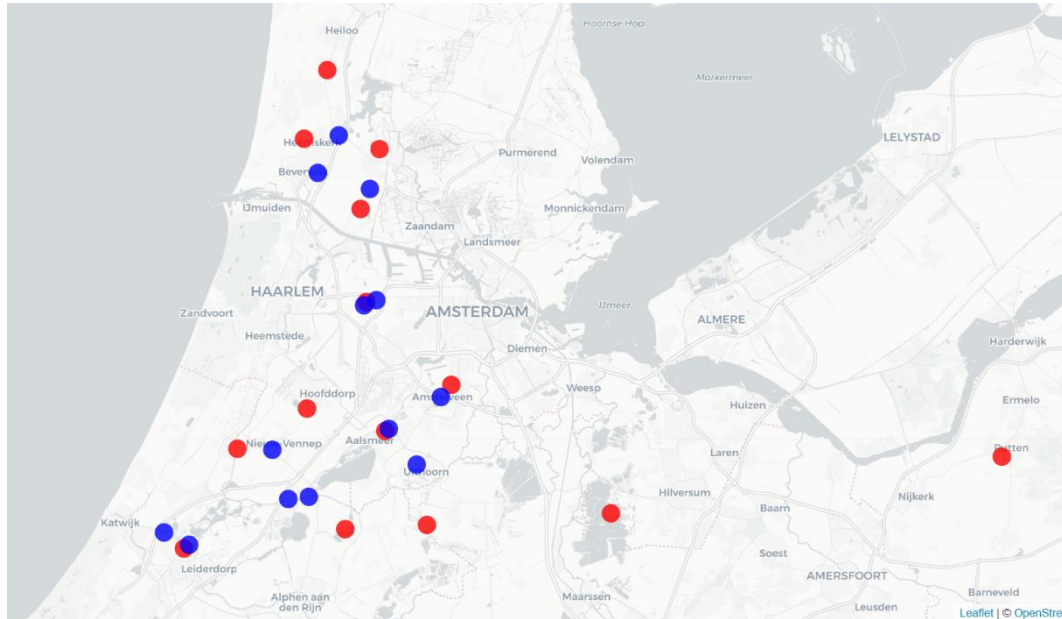 Hoornse Hop
Heiloo
Markermeer
LELYSTAD
Purmerend
Volendam
Beverwijk
IJmuiden
Monnickendam
Zaandam
Landsmeer
HAARLEM
AMSTERDAM
IJmeer
ALMERE
Zandvoort
Heemstede
Diemen
Harderwijk
Weesp
Hoofddorp
Amstelveen
Huizen
Ermelo
Aalsmeer
Nieuw-Vennep
Laren
Putten
Uithoorn
Hilversum
Nijkerk
Baarn
Katwijk
Soest
Leiderdorp
AMERSFOORT
Alphen aan
den Rijn
Maarssen
Barneveld
Leusden
Leaflet | © OpenStre